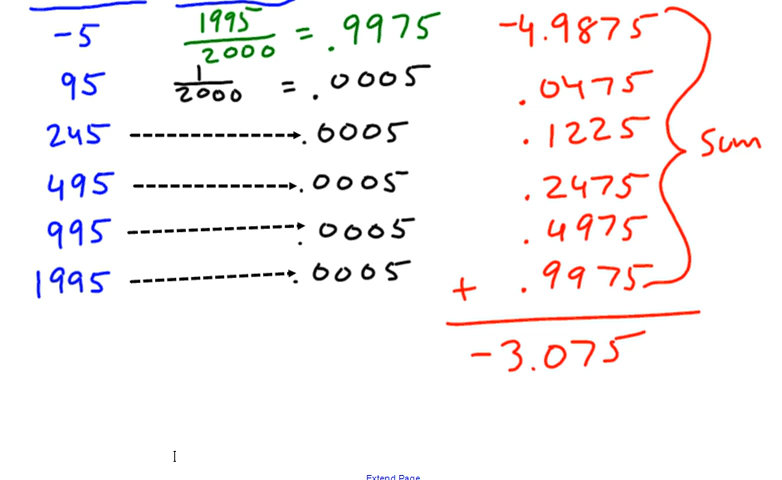 -5 1995/2000 = .9975 -4.9875
95 1/2000 = .0005 .0475
245 .0005 .1225
Sum
495 .0005 .2475
995 .0005 .4975
1995 .0005 + .9975
-3.075
Extend Page